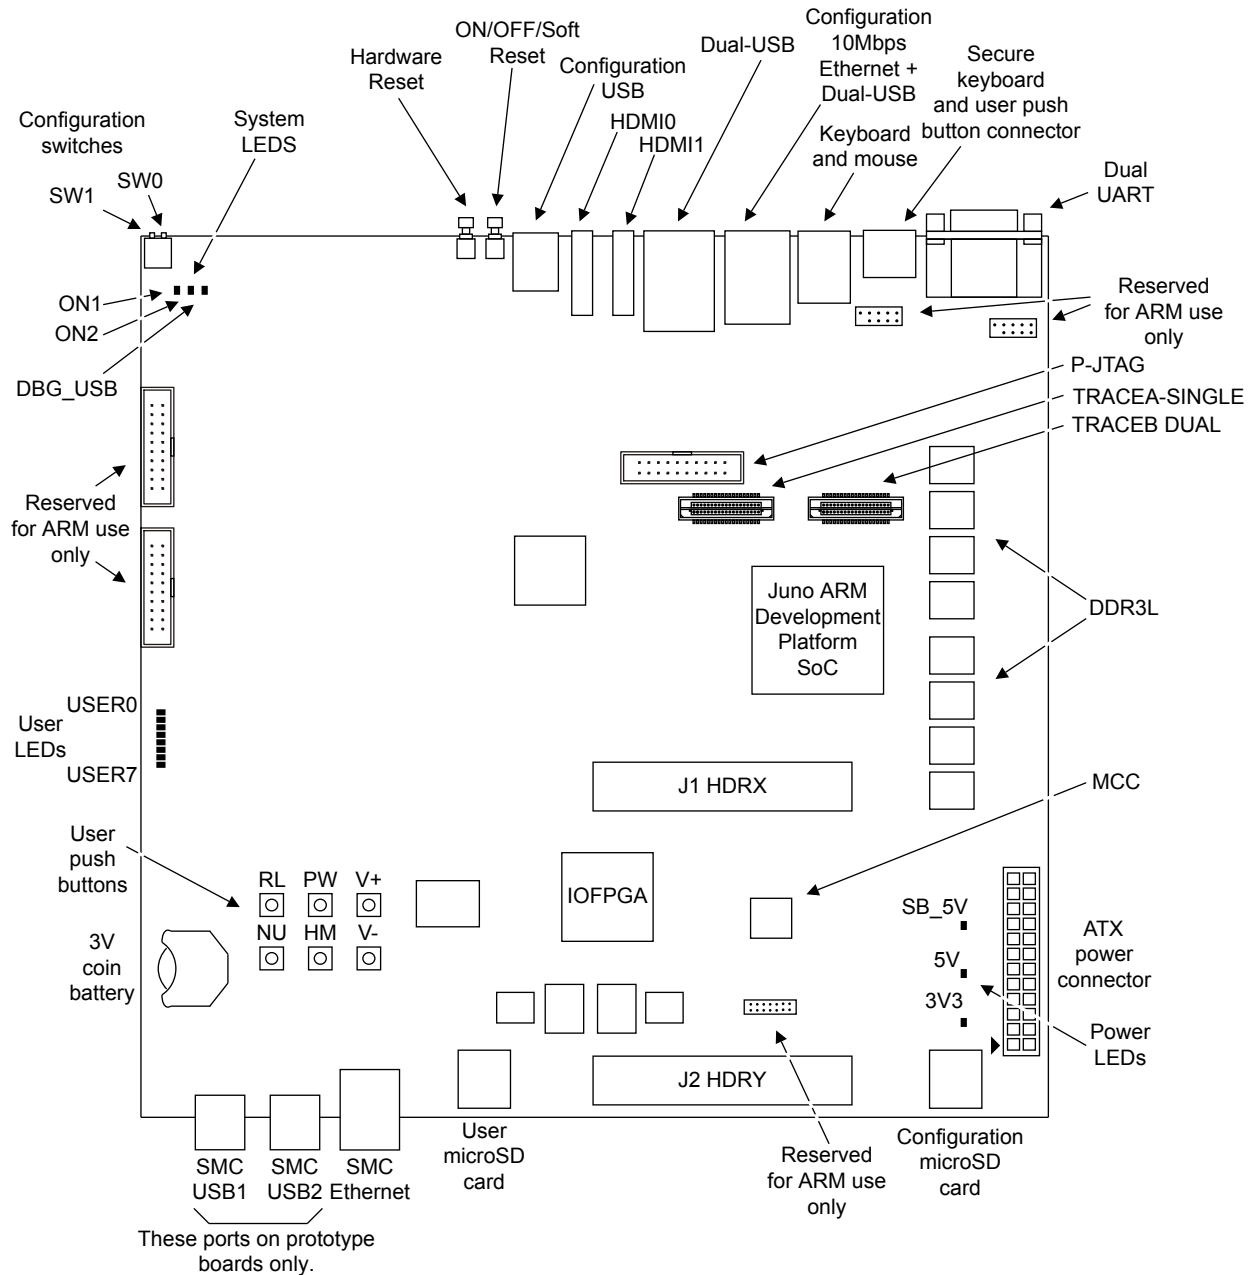 Configuration
10Mbps
Ethernet +
Dual-USB
ON/OFF/Soft
Reset
Dual-USB
Hardware
Reset
Configuration
USB
Secure
keyboard
and user push
button connector
System
LEDS
Configuration
switches
HDMI0
HDMI1
Keyboard
and mouse
SW0
SW1
Dual
UART
ON1
ON2
DBG_USB
Reserved
for ARM use
only
P-JTAG
TRACEA-SINGLE
TRACEB DUAL
Reserved
for ARM use
only
Juno ARM
Development
Platform
SoC
DDR3L
USER0
User
LEDs
USER7
J1 HDRX
MCC
User
push
buttons
RL PW V+
NU HM V-
IOFPGA
SB_5V
5V
3V3
ATX
power
connector
3V
coin
battery
Power
LEDs
J2 HDRY
User
microSD
card
Reserved
for ARM use
only
Configuration
microSD
card
SMC
USB1
SMC
USB2
SMC
Ethernet
These ports on prototype
boards only.